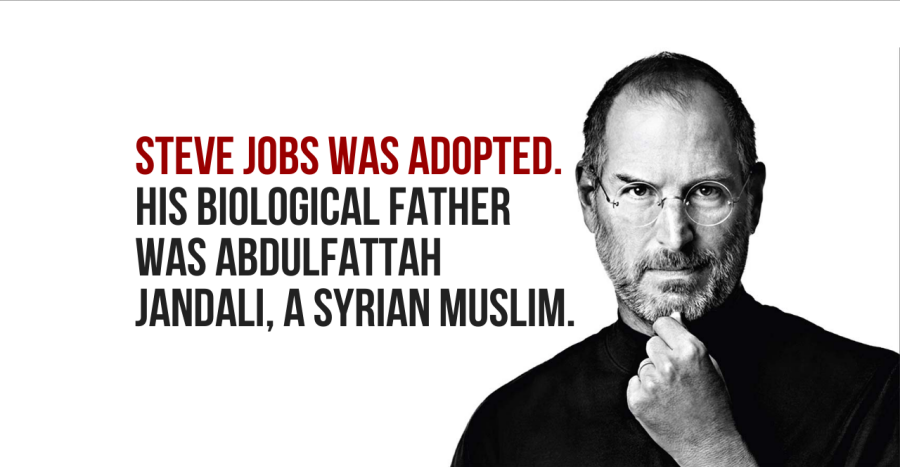 STEVE JOBS WAS ADOPTED.
HIS BIOLOGICAL FATHER
WAS ABDULFATTAH
JANDALI, A SYRIAN MUSLIM.